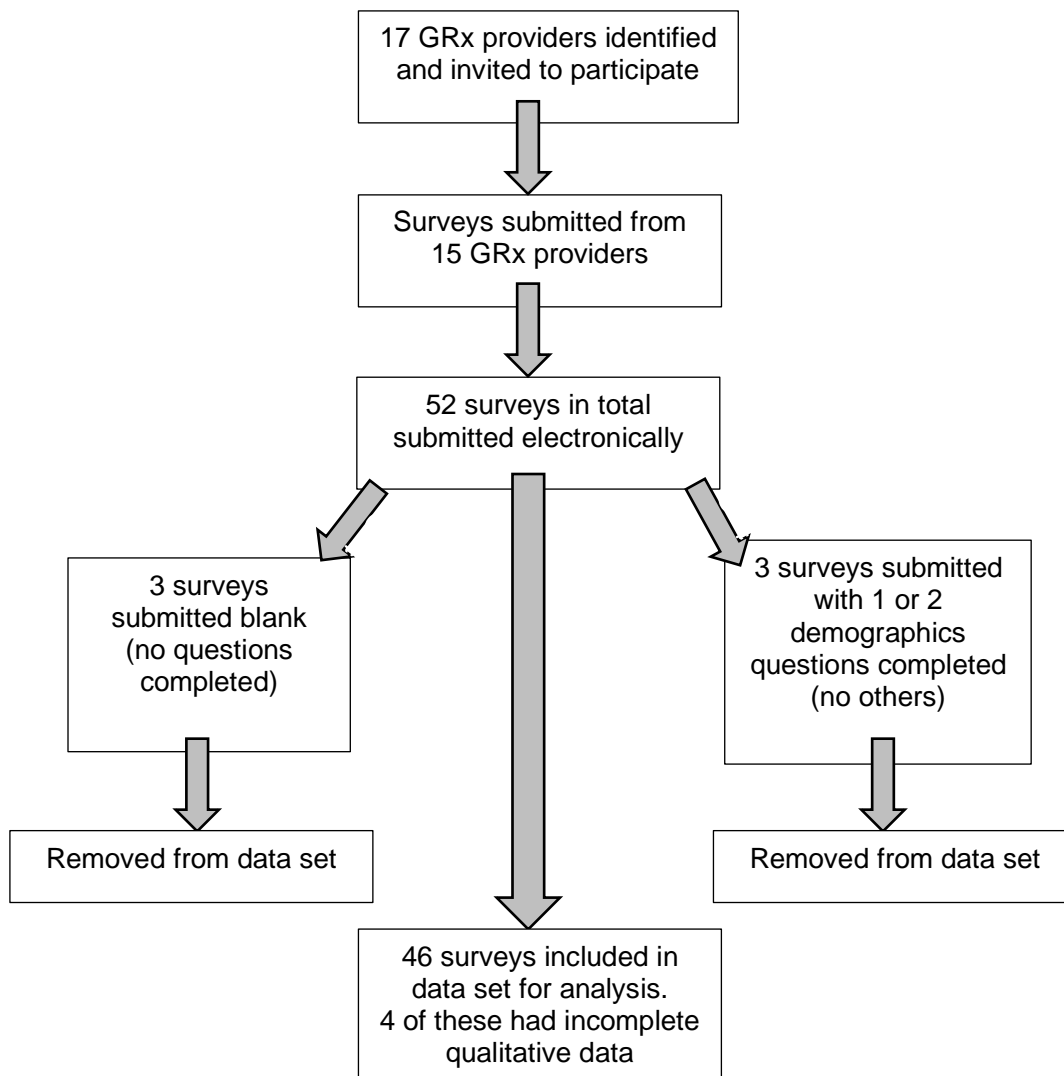 17 GRx providers identified
and invited to participate
Surveys submitted from
15 GRx providers
52 surveys in total
submitted electronically
3 surveys
submitted blank
(no questions
completed)
3 surveys submitted
with 1 or 2
demographics
questions completed
(no others)
Removed from data set
Removed from data set
46 surveys included in
data set for analysis.
4 of these had incomplete
qualitative data